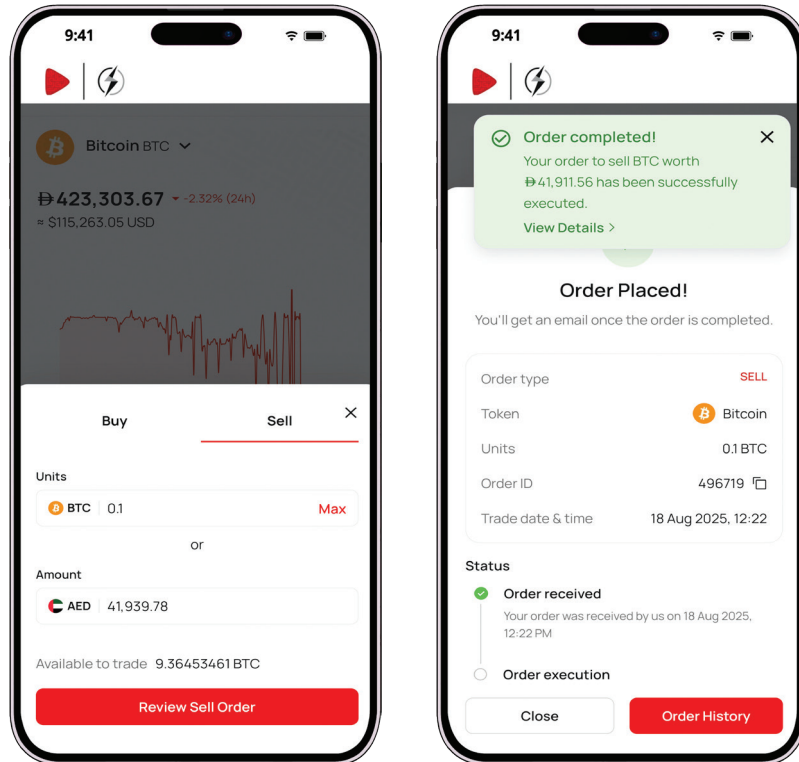 9:41
Bitcoin BTC
423,303.67 -2.32% (24h)
≈ $115,263.05 USD
Buy
Sell
Units
BTC 0.1 Max
or
Amount
AED 41,939.78
Available to trade 9.36453461 BTC
Review Sell Order
9:41
Order completed!
Your order to sell BTC worth
41,911.56 has been successfully
executed.
View Details >
Order Placed!
You'll get an email once the order is completed.
Order type SELL
Token Bitcoin
Units 0.1 BTC
Order ID 496719
Trade date & time 18 Aug 2025, 12:22
Status
Order received
Your order was received by us on 18 Aug 2025,
12:22 PM
Order execution
Close
Order History